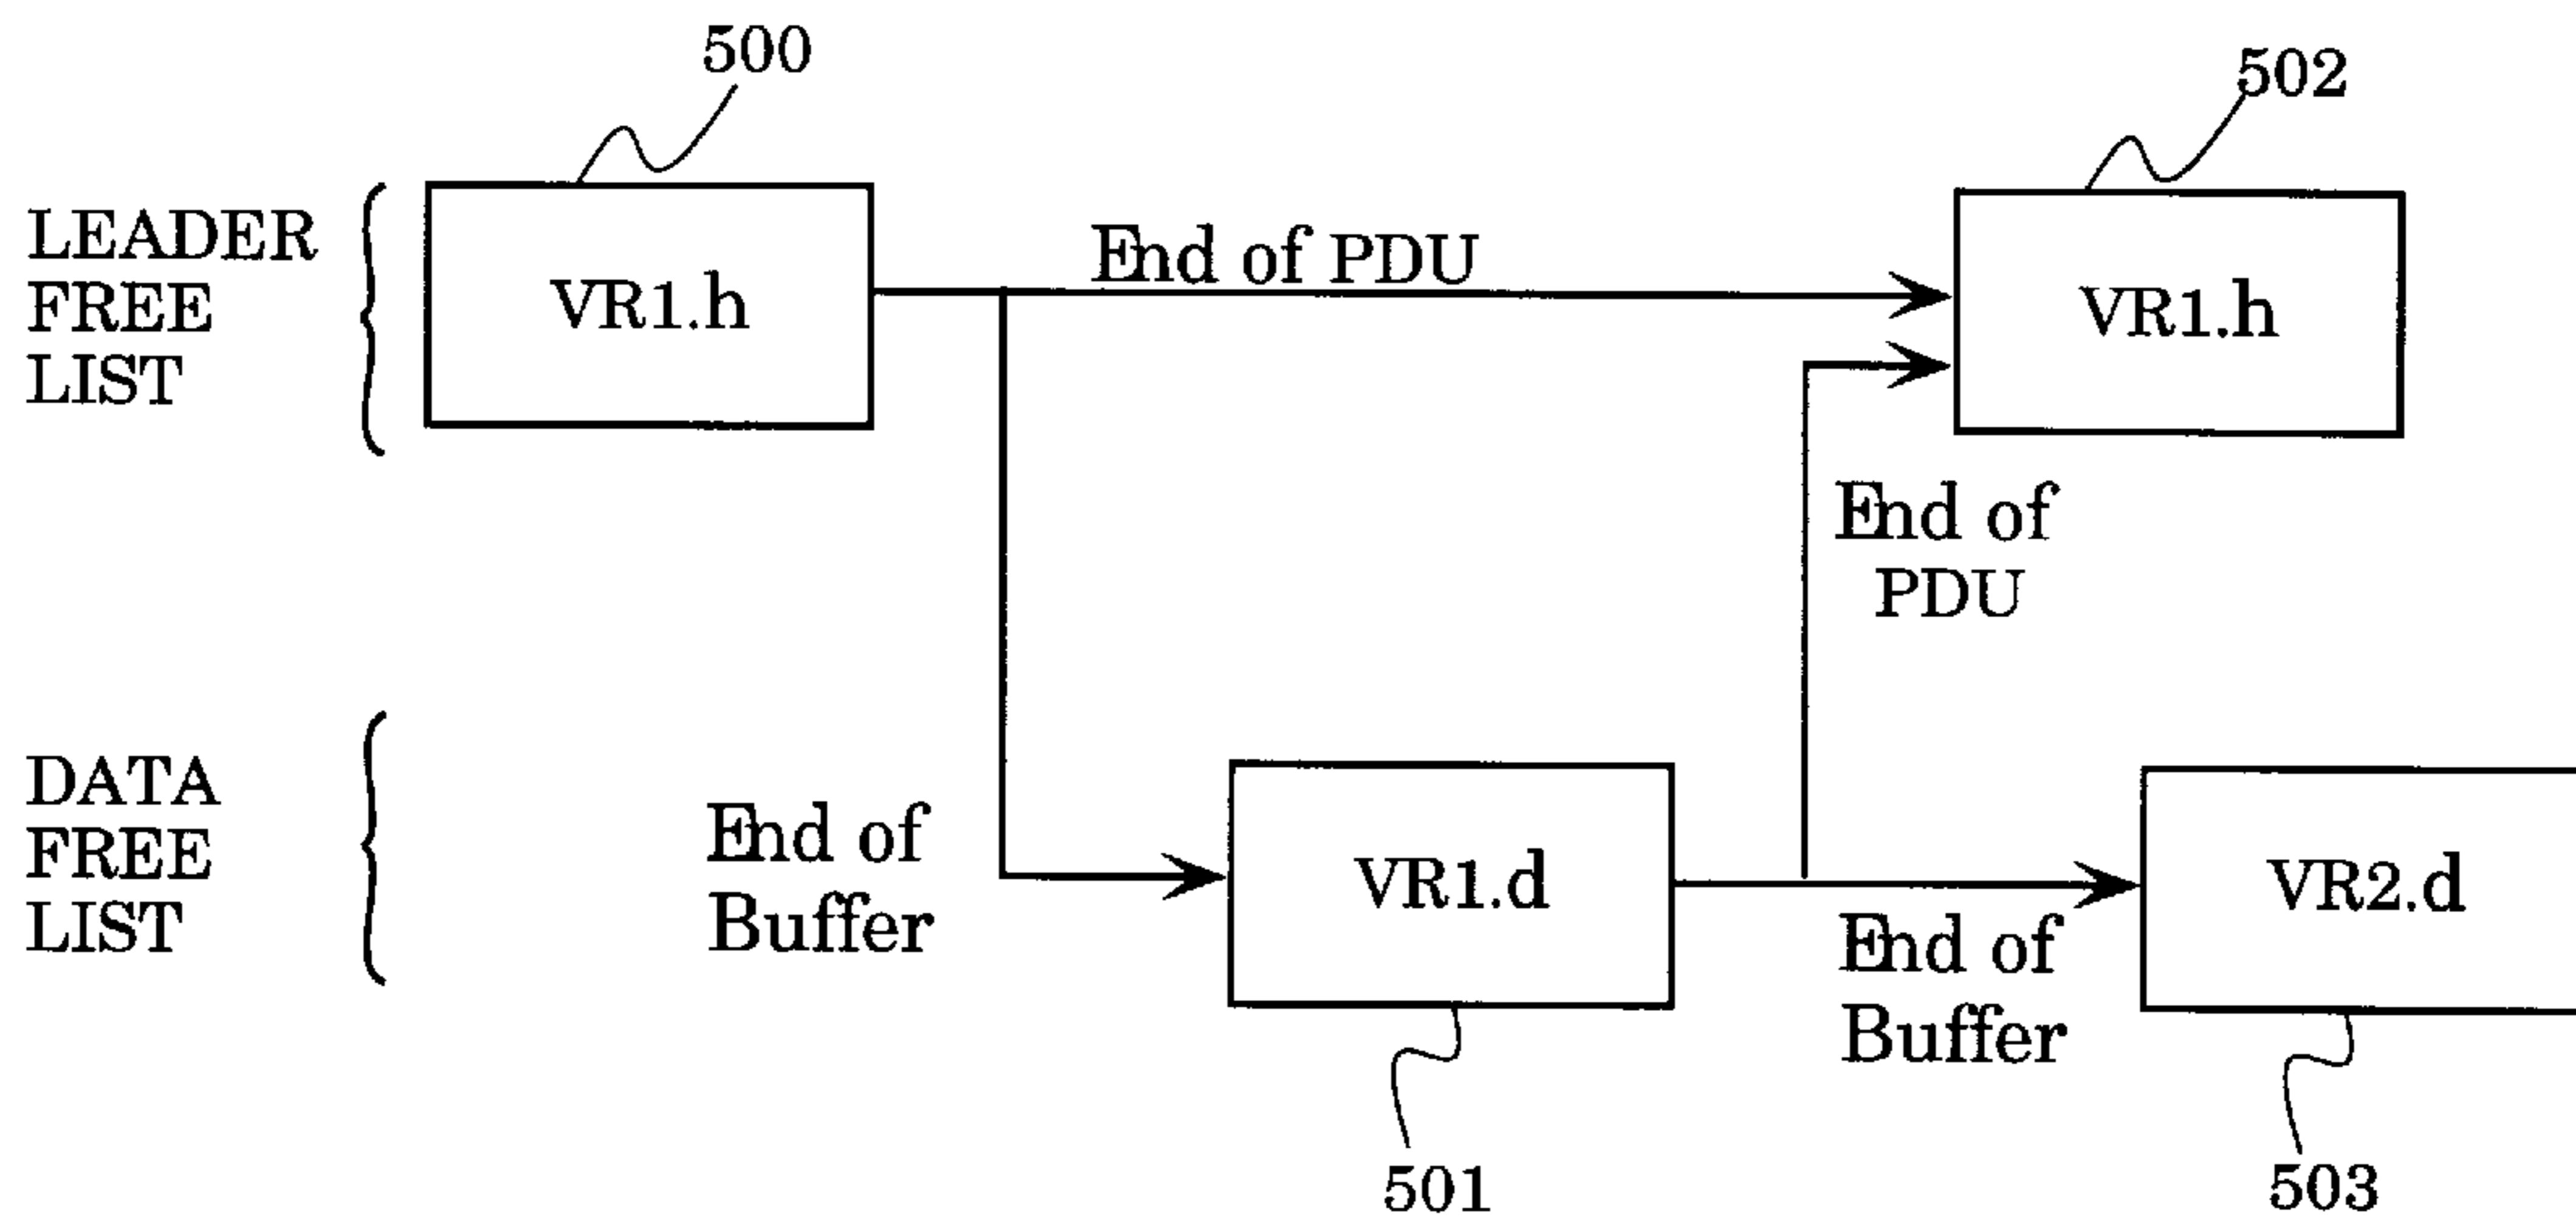 500
502
LEADER
FREE
LIST
VR1.h
End of PDU
VR1.h
End of
PDU
DATA
FREE
LIST
End of
Buffer
VR1.d
End of
Buffer
VR2.d
501
503